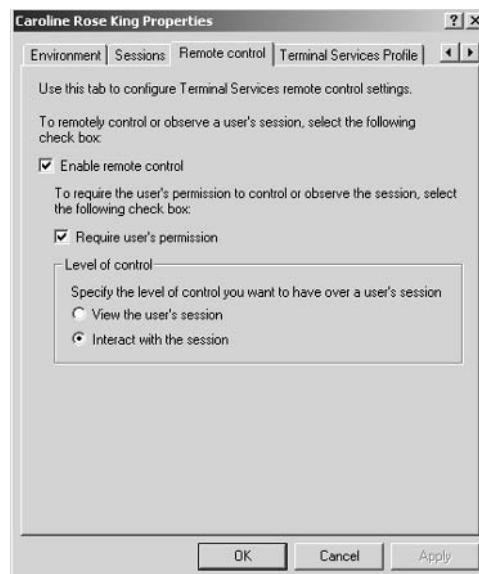 Caroline Rose King Properties
Environment Sessions Remote control Terminal Services Profile
Use this tab to configure Terminal Services remote control settings.
To remotely control or observe a user's session, select the following
check box:
Enable remote control
To require the user's permission to control or observe the session, select
the following check box:
Require user's permission
Level of control
Specify the level of control you want to have over a user's session
View the user's session
Interact with the session
OK Cancel Apply